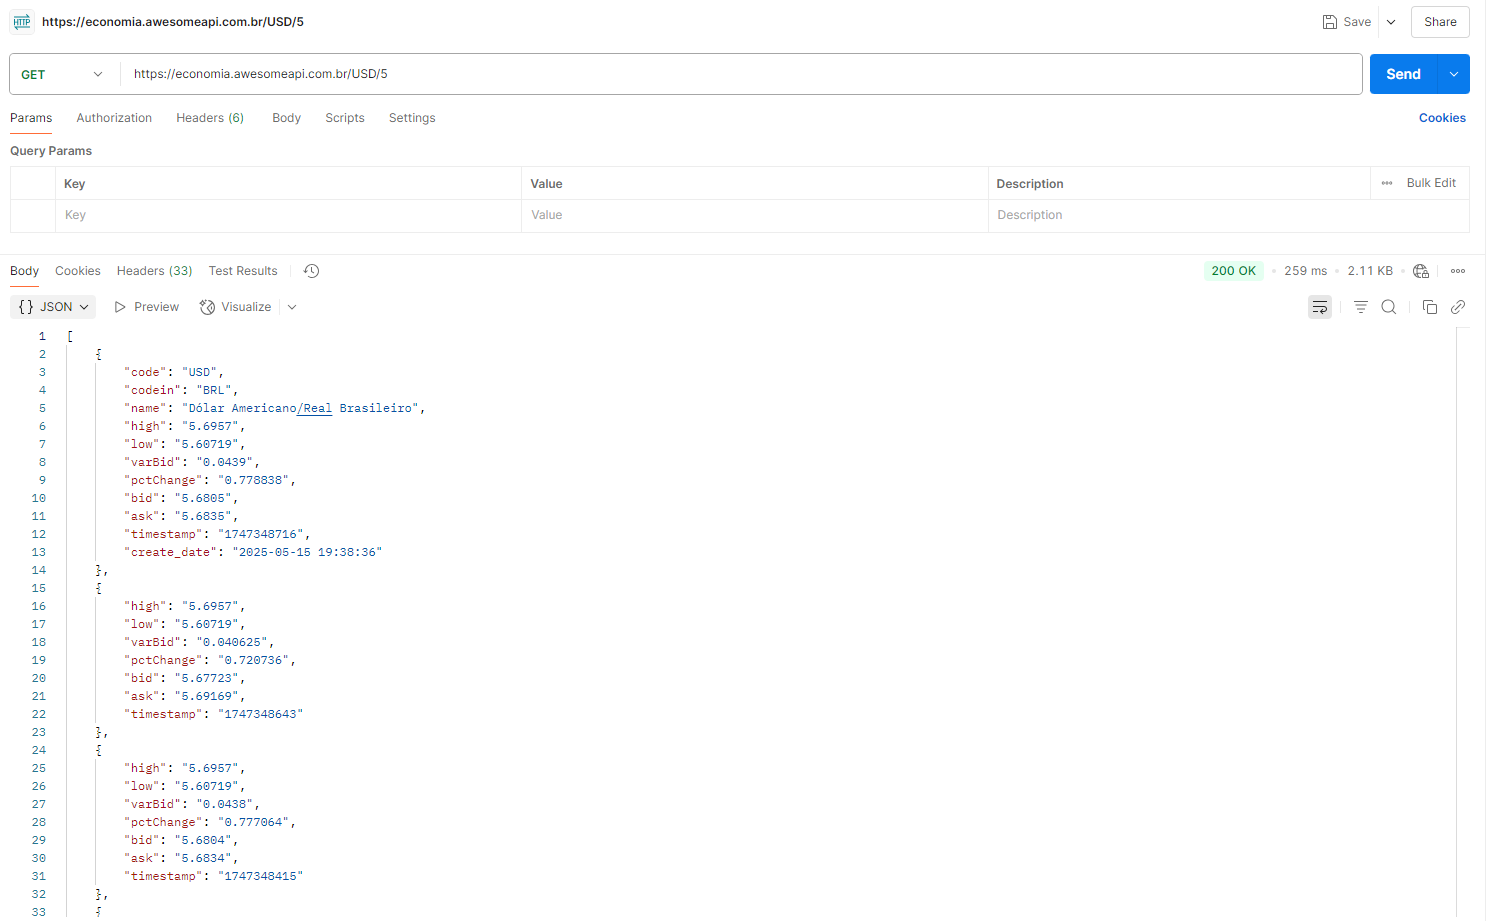 HTTP https://economia.awesomeapi.com.br/USD/5 Save Share
GET https://economia.awesomeapi.com.br/USD/5 Send
Params Authorization Headers (6) Body Scripts Settings Cookies
Query Params
Key Value Description Bulk Edit
Key Value Description
Body Cookies Headers (33) Test Results 200 OK 259 ms 2.11 KB
{} JSON Preview Visualize
1 [
2 {
3 "code": "USD",
4 "codein": "BRL",
5 "name": "Dólar Americano/Real Brasileiro",
6 "high": "5.6957",
7 "low": "5.60719",
8 "varBid": "0.0439",
9 "pctChange": "0.778838",
10 "bid": "5.6805",
11 "ask": "5.6835",
12 "timestamp": "1747348716",
13 "create_date": "2025-05-15 19:38:36"
14 },
15 {
16 "high": "5.6957",
17 "low": "5.60719",
18 "varBid": "0.040625",
19 "pctChange": "0.720736",
20 "bid": "5.67723",
21 "ask": "5.69169",
22 "timestamp": "1747348643"
23 },
24 {
25 "high": "5.6957",
26 "low": "5.60719",
27 "varBid": "0.0438",
28 "pctChange": "0.777064",
29 "bid": "5.6804",
30 "ask": "5.6834",
31 "timestamp": "1747348415"
32 },
33 {